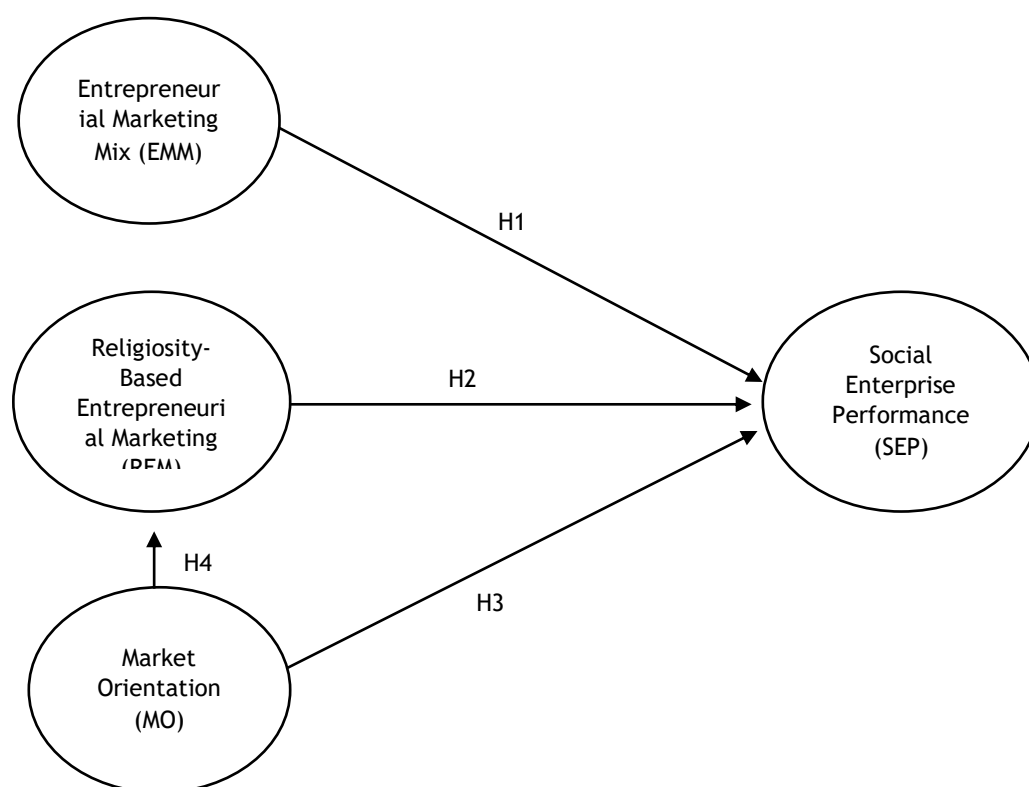 Entrepreneur
ial Marketing
Mix (EMM)
H1
Religiosity-
Based
Entrepreneuri
al Marketing
(REM)
H2
Social
Enterprise
Performance
(SEP)
H4
H3
Market
Orientation
(MO)